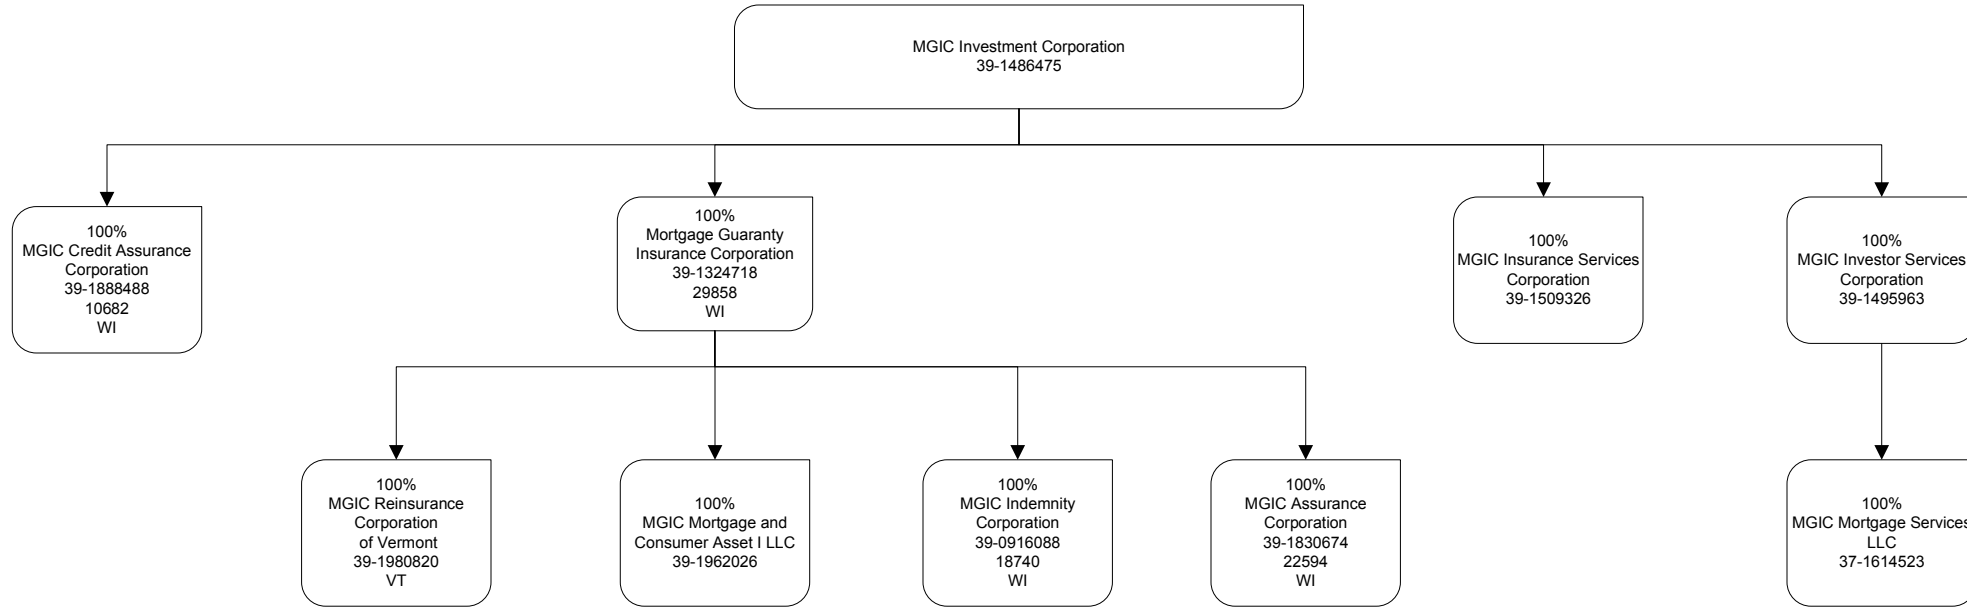 MGIC Investment Corporation
39-1486475
100%
MGIC Credit Assurance
Corporation
39-1888488
10682
WI
100%
Mortgage Guaranty
Insurance Corporation
39-1324718
29858
WI
100%
MGIC Insurance Services
Corporation
39-1509326
100%
MGIC Investor Services
Corporation
39-1495963
100%
MGIC Reinsurance
Corporation
of Vermont
39-1980820
VT
100%
MGIC Mortgage and
Consumer Asset I LLC
39-1962026
100%
MGIC Indemnity
Corporation
39-0916088
18740
WI
100%
MGIC Assurance
Corporation
39-1830674
22594
WI
100%
MGIC Mortgage Services
LLC
37-1614523